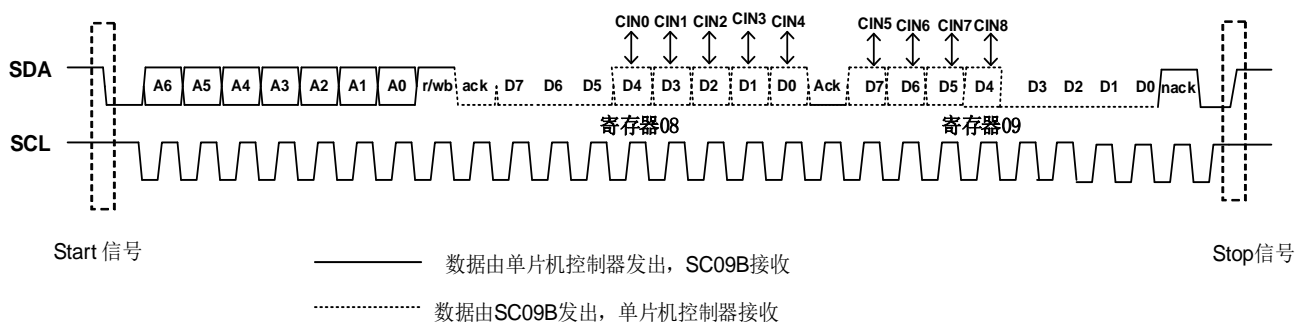 CIN0 CIN1 CIN2 CIN3 CIN4 CIN5 CIN6 CIN7 CIN8
SDA A6 A5 A4 A3 A2 A1 A0 r/wb ack D7 D6 D5 D4 D3 D2 D1 D0 Ack D7 D6 D5 D4 D3 D2 D1 D0 nack
寄存器08 寄存器09
SCL
Start 信号 Stop信号
数据由单片机控制器发出，SC09B接收
数据由SC09B发出，单片机控制器接收